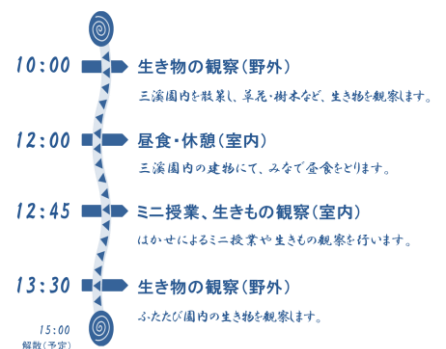 10:00 生き物の観察(野外)
三溪園内を散策し、草花・樹木など、生き物を観察します。
12:00 昼食・休憩(室内)
三溪園内の建物にて、みなで昼食をとります。
12:45 ミニ授業、生きもの観察(室内)
はかせによるミニ授業や生きもの観察を行います。
13:30 生き物の観察(野外)
ふたたび園内の生き物を観察します。
15:00
解散(予定)